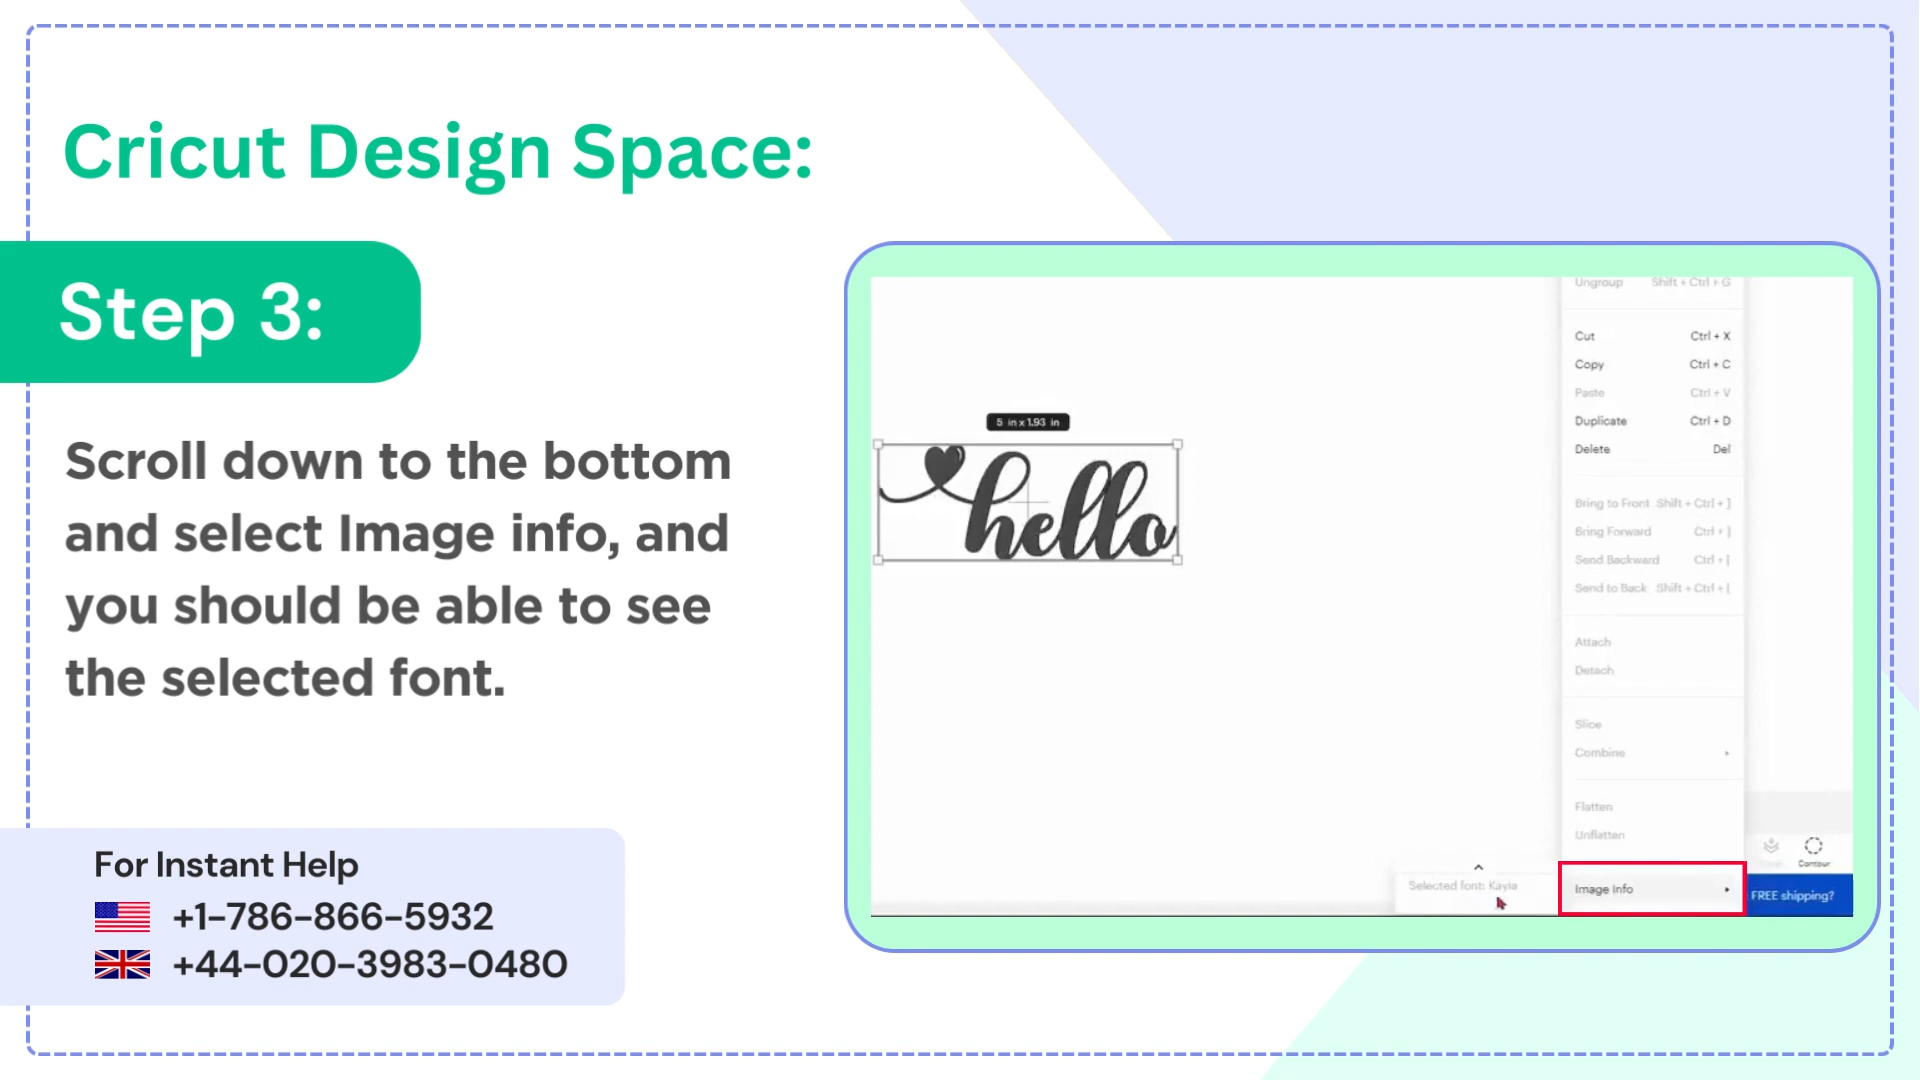 Cricut Design Space:
Step 3:
Scroll down to the bottom
and select Image info, and
you should be able to see
the selected font.
For Instant Help
+1-786-866-5932
+44-020-3983-0480
5 in x 1.93 in
hello
Ungroup Shift + Ctrl + G
Cut Ctrl + X
Copy Ctrl + C
Paste Ctrl + V
Duplicate Ctrl + D
Delete Del
Bring to Front Shift + Ctrl + ]
Bring Forward Ctrl + ]
Send Backward Ctrl + [
Send to Back Shift + Ctrl + [
Attach
Detach
Slice
Combine
Flatten
Unflatten
Contour
Selected font: Kayla
Image Info
FREE shipping?